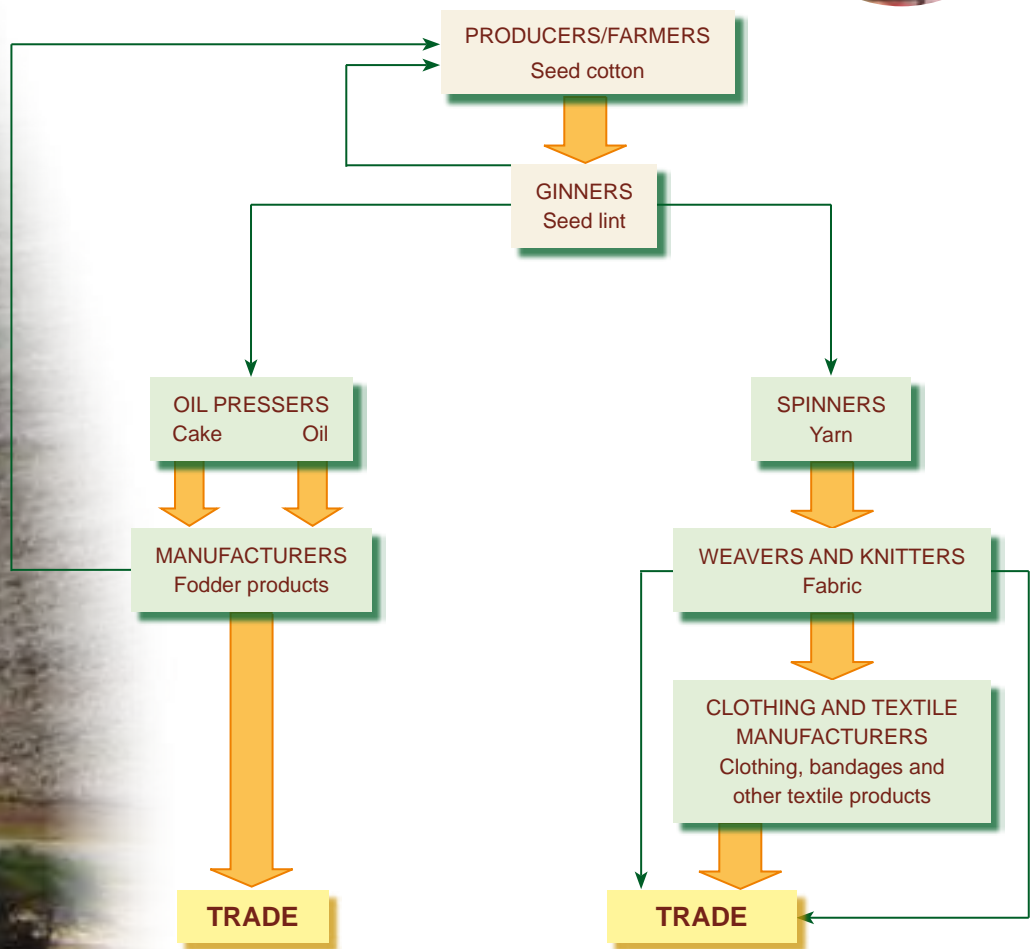 PRODUCERS/FARMERS
Seed cotton
GINNERS
Seed lint
OIL PRESSERS
Cake Oil
SPINNERS
Yarn
MANUFACTURERS
Fodder products
WEAVERS AND KNITTERS
Fabric
CLOTHING AND TEXTILE
MANUFACTURERS
Clothing, bandages and
other textile products
TRADE
TRADE